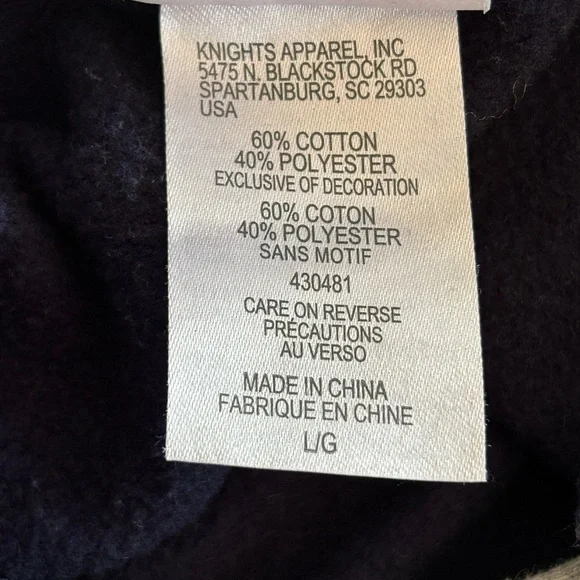 KNIGHTS APPAREL, INC
5475 N. BLACKSTOCK RD
SPARTANBURG, SC 29303
USA
60% COTTON
40% POLYESTER
EXCLUSIVE OF DECORATION
60% COTON
40% POLYESTER
SANS MOTIF
430481
CARE ON REVERSE
PRÉCAUTIONS
AU VERSO
MADE IN CHINA
FABRIQUE EN CHINE
L/G